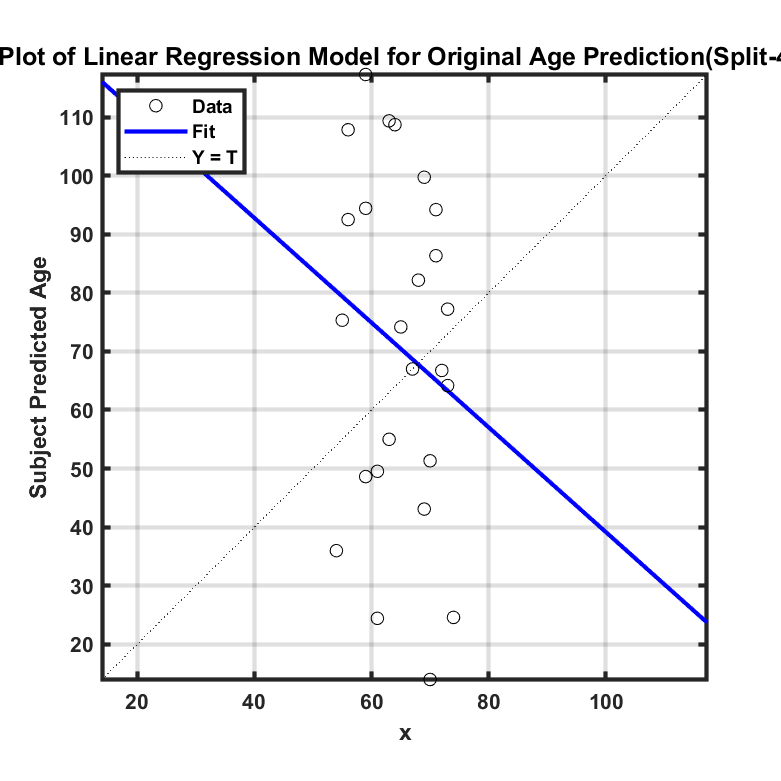 Plot of Linear Regression Model for Original Age Prediction(Split-4
Data
Fit
Y = T
110
100
90
80
70
60
50
40
30
20
Subject Predicted Age
20 40 60 80 100
x